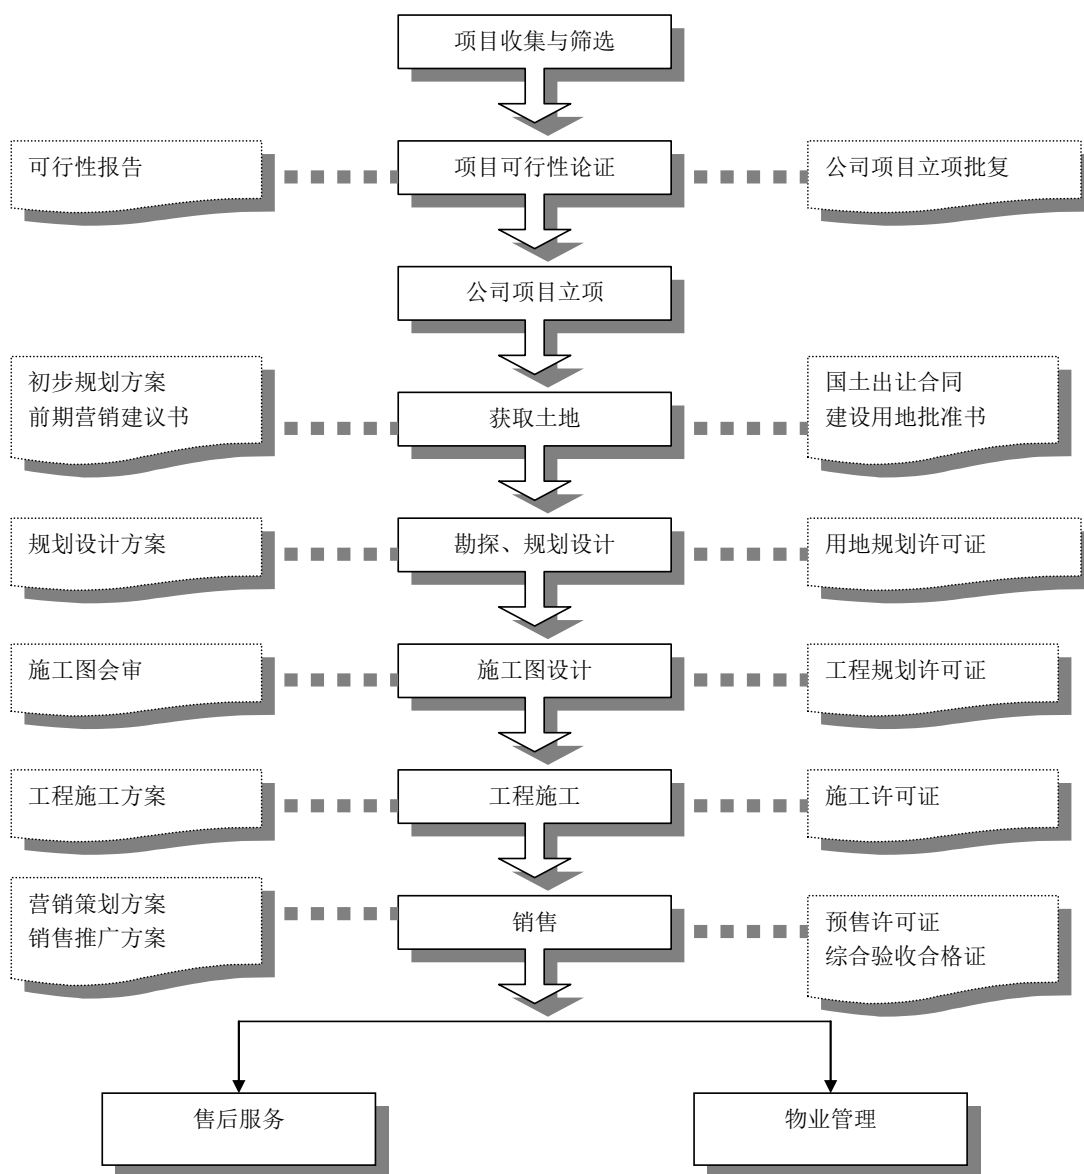 项目收集与筛选
可行性报告
项目可行性论证
公司项目立项批复
公司项目立项
初步规划方案
前期营销建议书
获取土地
国土出让合同
建设用地批准书
规划设计方案
勘探、规划设计
用地规划许可证
施工图会审
施工图设计
工程规划许可证
工程施工方案
工程施工
施工许可证
营销策划方案
销售推广方案
销售
预售许可证
综合验收合格证
售后服务
物业管理